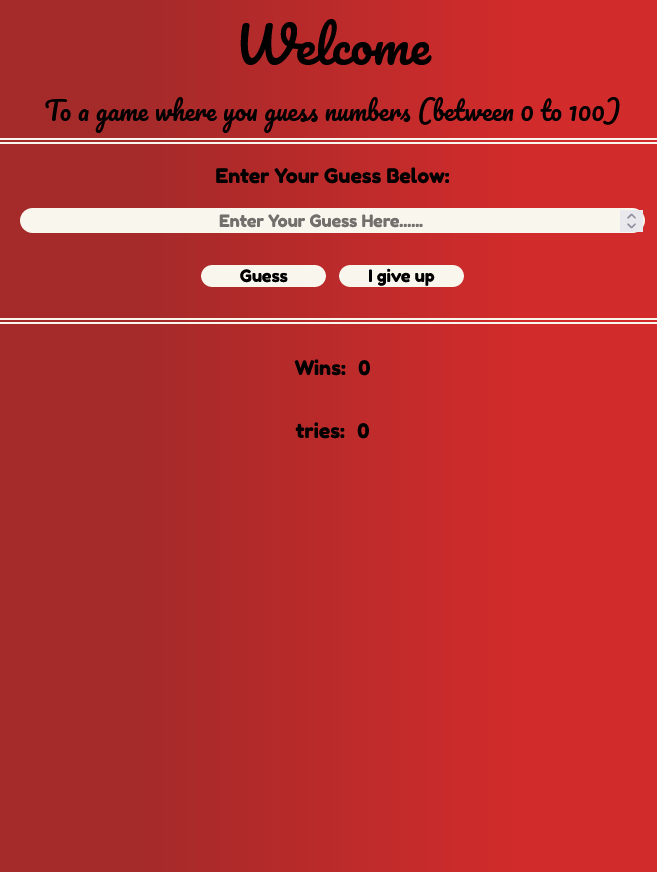 Welcome
To a game where you guess numbers (between 0 to 100)
Enter Your Guess Below:
Enter Your Guess Here......
Guess
I give up
Wins: 0
tries: 0